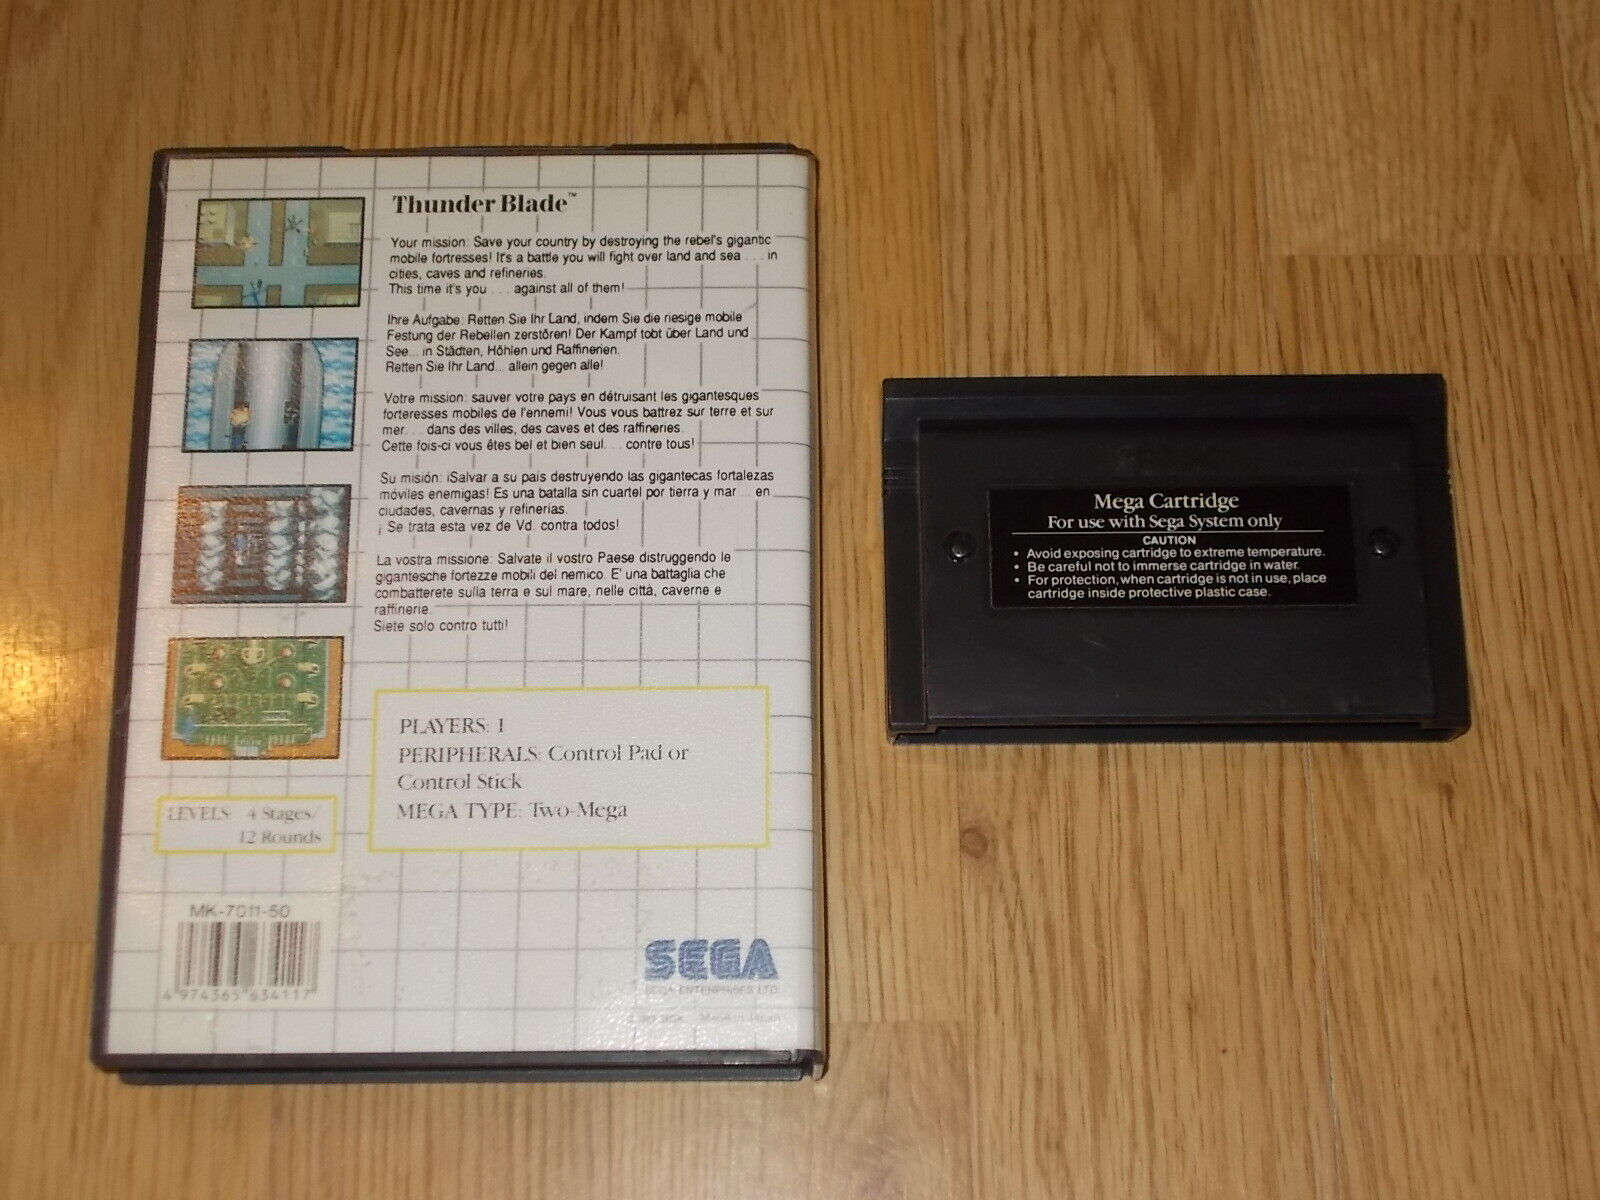 Thunder Blade™
Your mission: Save your country by destroying the rebel's gigantic
mobile fortresses! It's a battle you will fight over land and sea . . . in
cities, caves and refineries.
This time it's you . . . against all of them!
Ihre Aufgabe: Retten Sie Ihr Land, indem Sie die riesige mobile
Festung der Rebellen zerstören! Der Kampf tobt über Land und
See... in Städten, Höhlen und Raffinerien.
Retten Sie Ihr Land... allein gegen alle!
Votre mission: sauver votre pays en détruisant les gigantesques
forteresses mobiles de l'ennemi! Vous vous battrez sur terre et sur
mer. . . dans des villes, des caves et des raffineries.
Cette fois-ci vous êtes bel et bien seul. . . contre tous!
Su misión: ¡Salvar a su pais destruyendo las gigantecas fortalezas
móviles enemigas! Es una batalla sin cuartel por tierra y mar ... en
ciudades, cavernas y refinerias.
¡ Se trata esta vez de Vd. contra todos!
La vostra missione: Salvate il vostro Paese distruggendo le
gigantesche fortezze mobili del nemico. E' una battaglia che
combatterete sulla terra e sul mare, nelle città, caverne e
raffinerie.
Siete solo contro tutti!
PLAYERS: 1
PERIPHERALS: Control Pad or
Control Stick
MEGA TYPE: Two-Mega
LEVELS: 4 Stages/
12 Rounds
MK-7011-50
4 974365 634117
SEGA
SEGA ENTERPRISES LTD.
Made in Japan
Mega Cartridge
For use with Sega System only
CAUTION
• Avoid exposing cartridge to extreme temperature.
• Be careful not to immerse cartridge in water.
• For protection, when cartridge is not in use, place
cartridge inside protective plastic case.